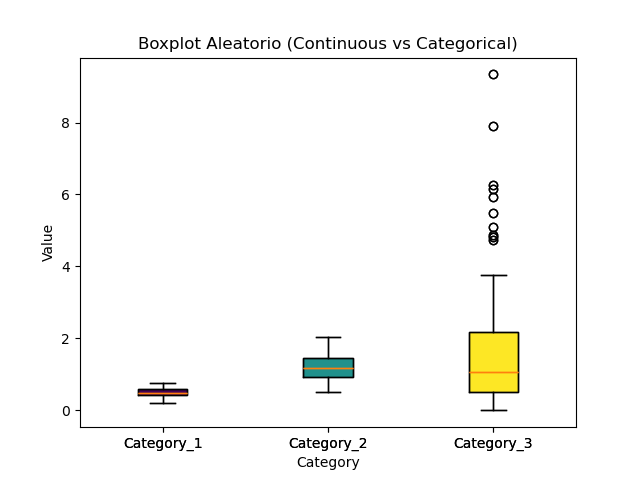 Boxplot Aleatorio (Continuous vs Categorical)
Value
8
6
4
2
0
Category_1 Category_2 Category_3
Category